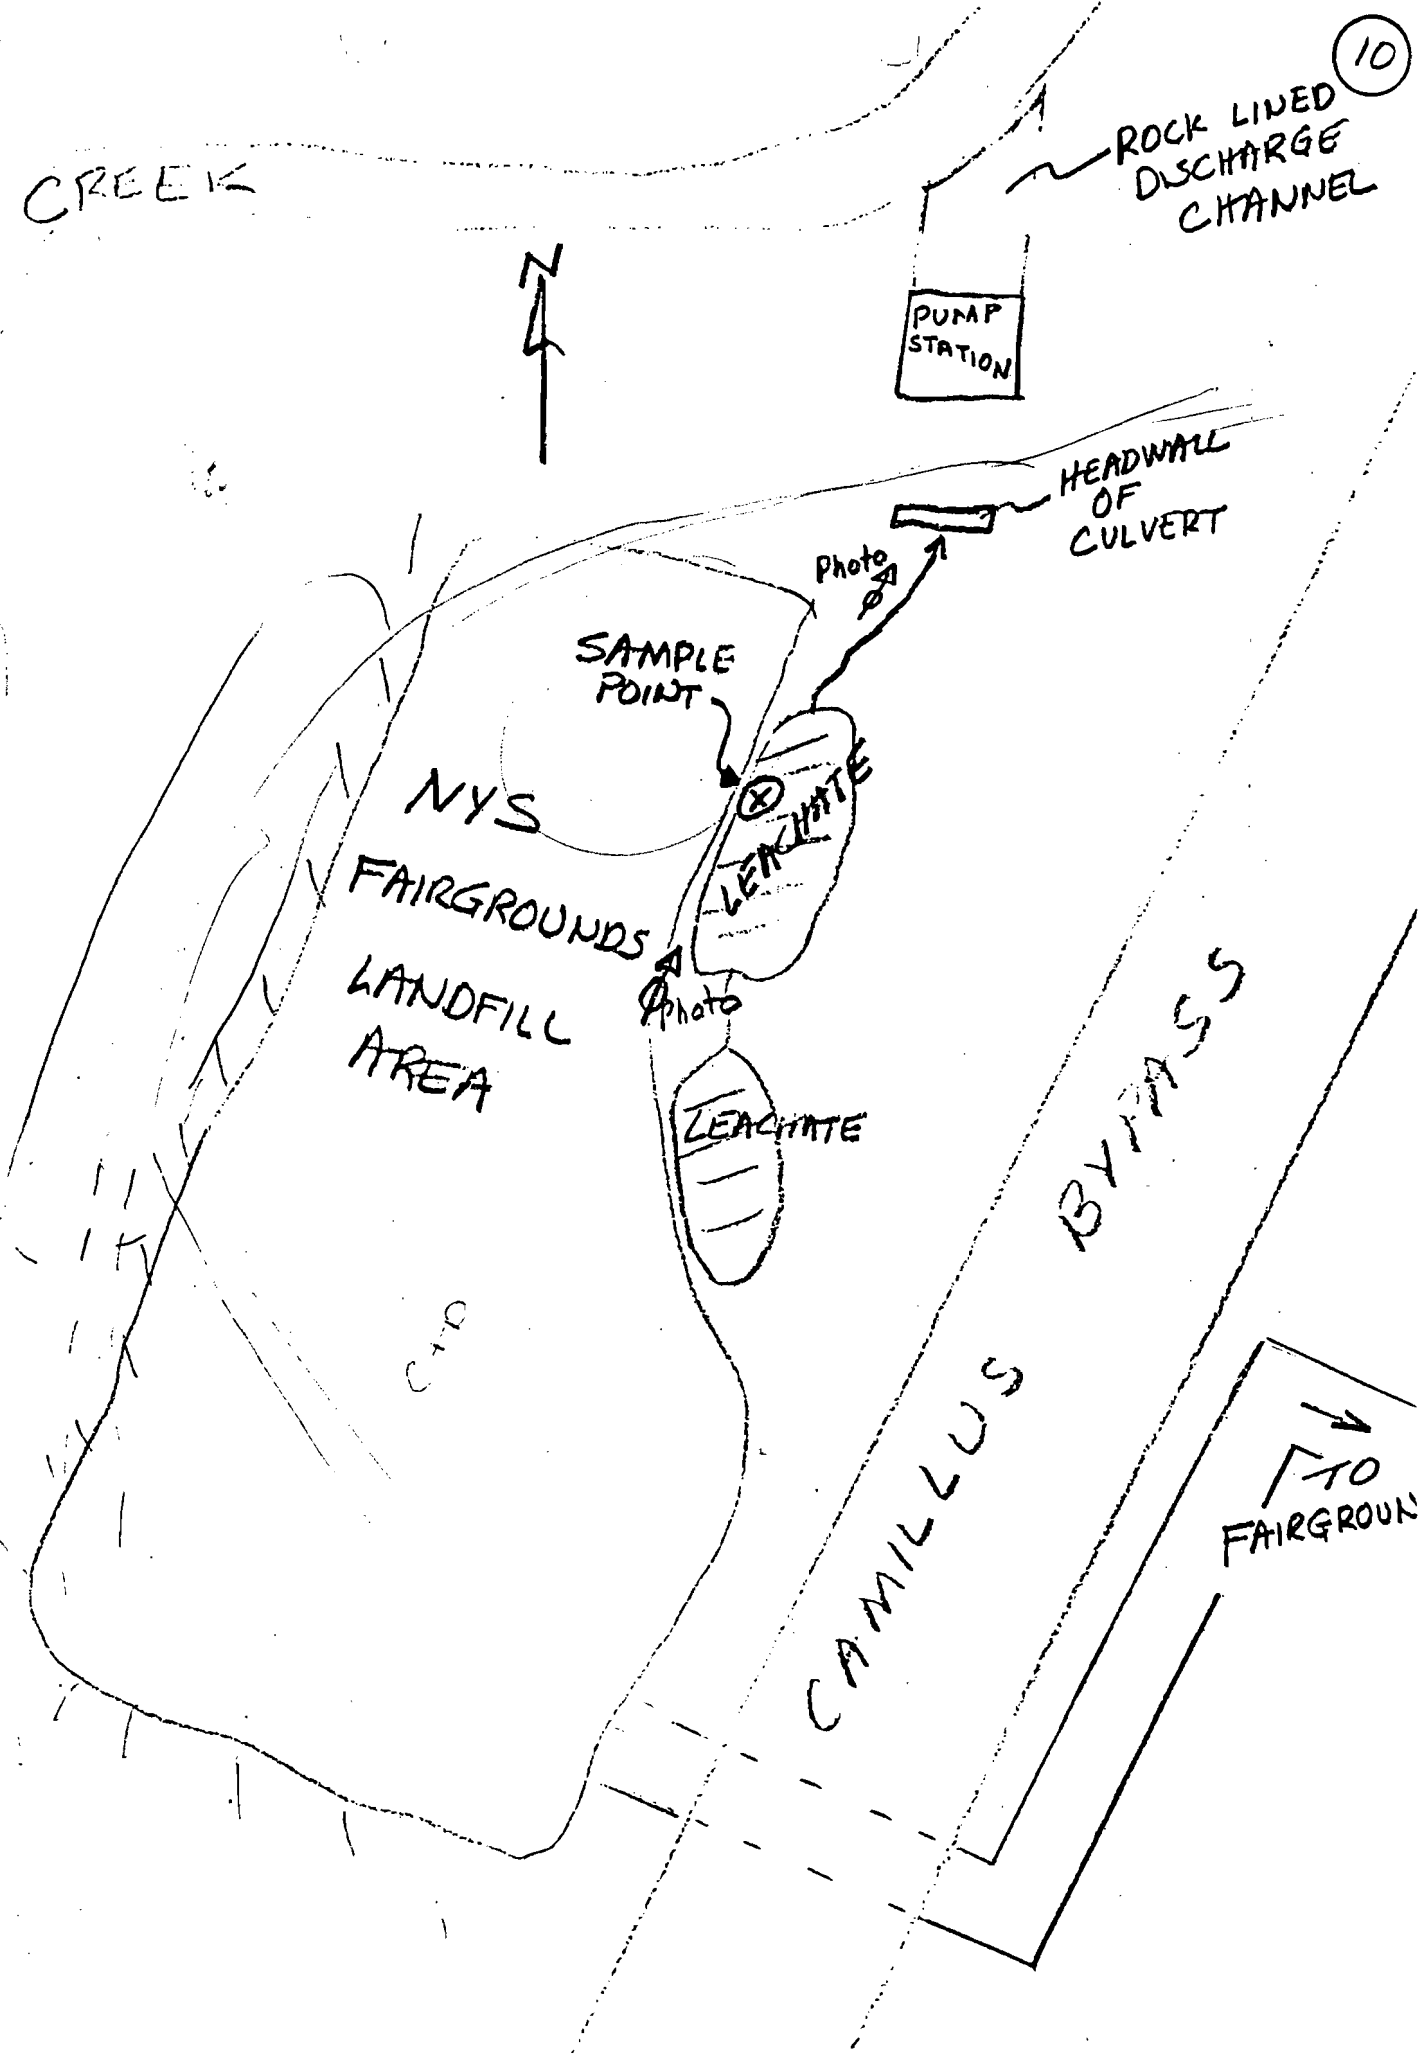 10
ROCK LINED
DISCHARGE
CHANNEL
CREEK
N
PUMP
STATION
HEADWALL
OF
CULVERT
Photo
SAMPLE
POINT
X
LEACHATE
NYS
FAIRGROUNDS
LANDFILL
AREA
Photo
LEACHATE
CAMILLUS BYPASS
C+D
TO
FAIRGROUN